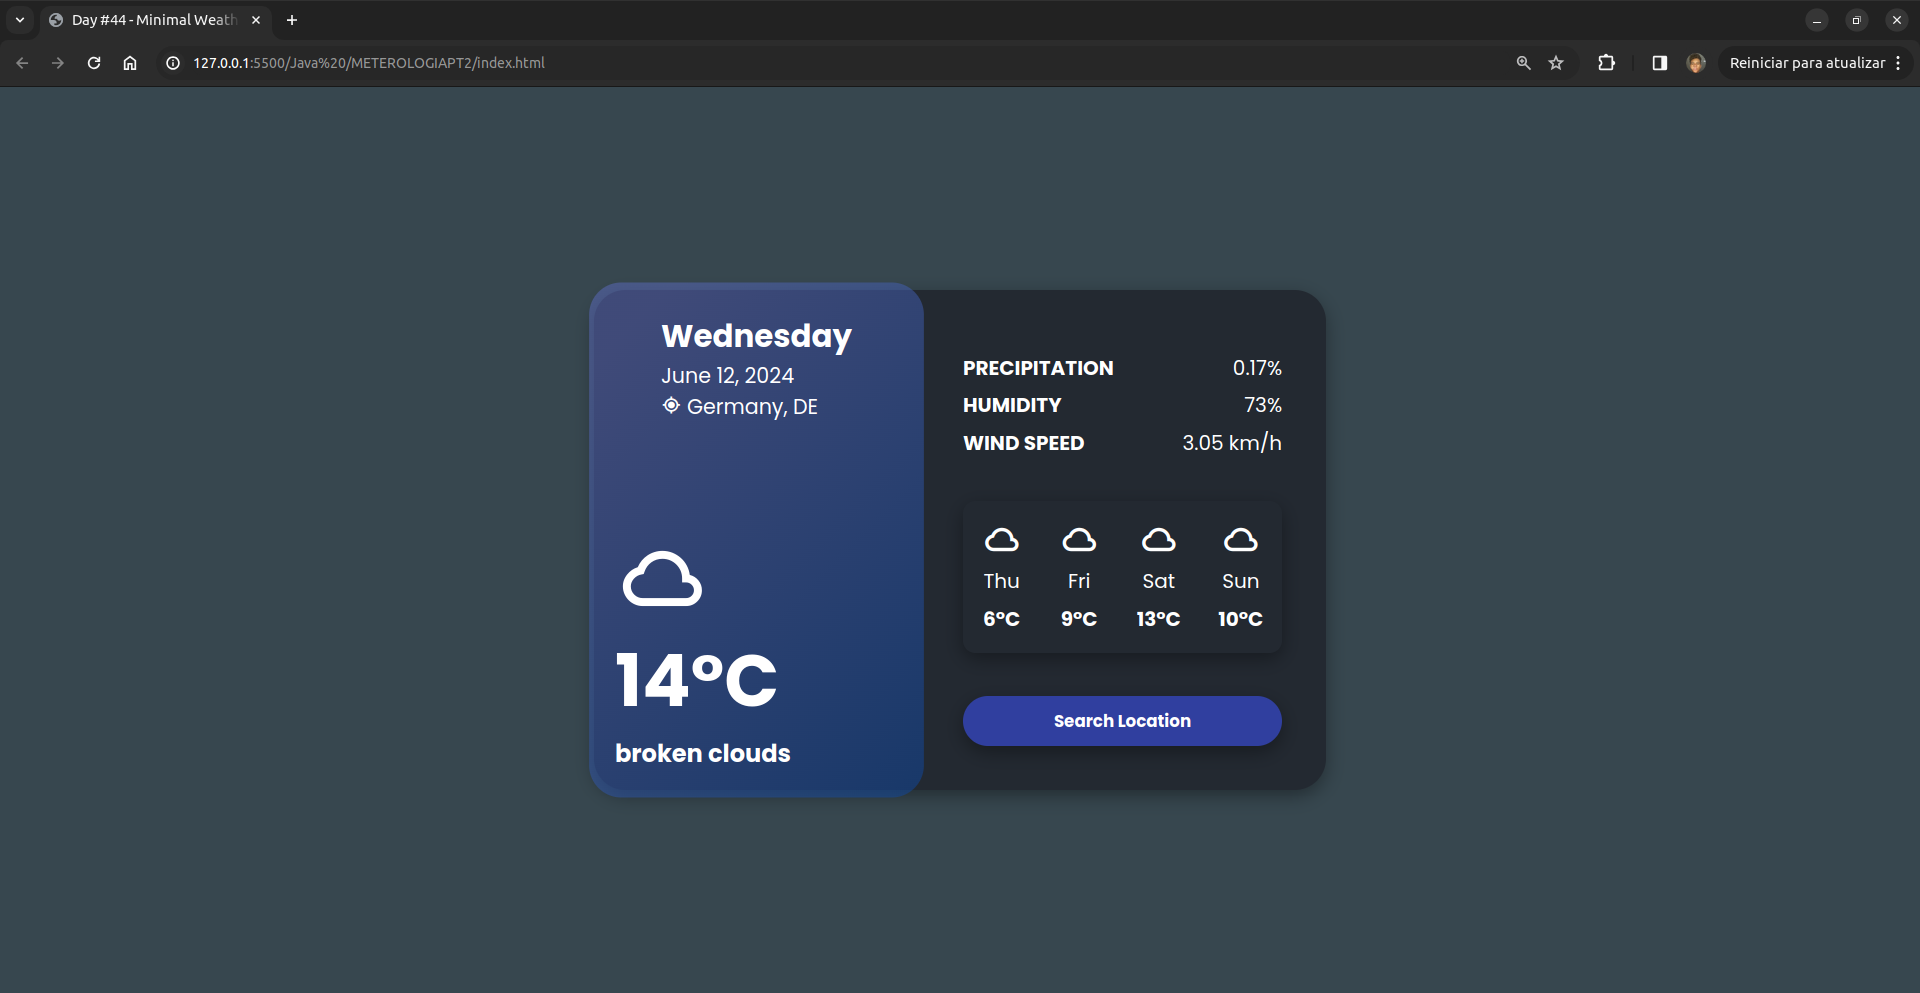 Day #44 - Minimal Weath
127.0.0.1:5500/Java%20/METEROLOGIAPT2/index.html
Reiniciar para atualizar
Wednesday
June 12, 2024
Germany, DE
14°C
broken clouds
PRECIPITATION 0.17%
HUMIDITY 73%
WIND SPEED 3.05 km/h
Thu Fri Sat Sun
6°C 9°C 13°C 10°C
Search Location